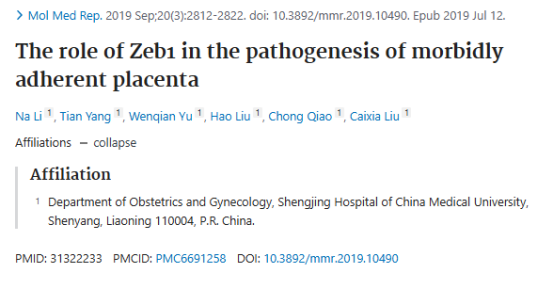 Mol Med Rep. 2019 Sep;20(3):2812-2822. doi: 10.3892/mmr.2019.10490. Epub 2019 Jul 12.
The role of Zeb1 in the pathogenesis of morbidly
adherent placenta
Na Li 1, Tian Yang 1, Wenqian Yu 1, Hao Liu 1, Chong Qiao 1, Caixia Liu 1
Affiliations — collapse
Affiliation
1 Department of Obstetrics and Gynecology, Shengjing Hospital of China Medical University,
Shenyang, Liaoning 110004, P.R. China.
PMID: 31322233 PMCID: PMC6691258 DOI: 10.3892/mmr.2019.10490